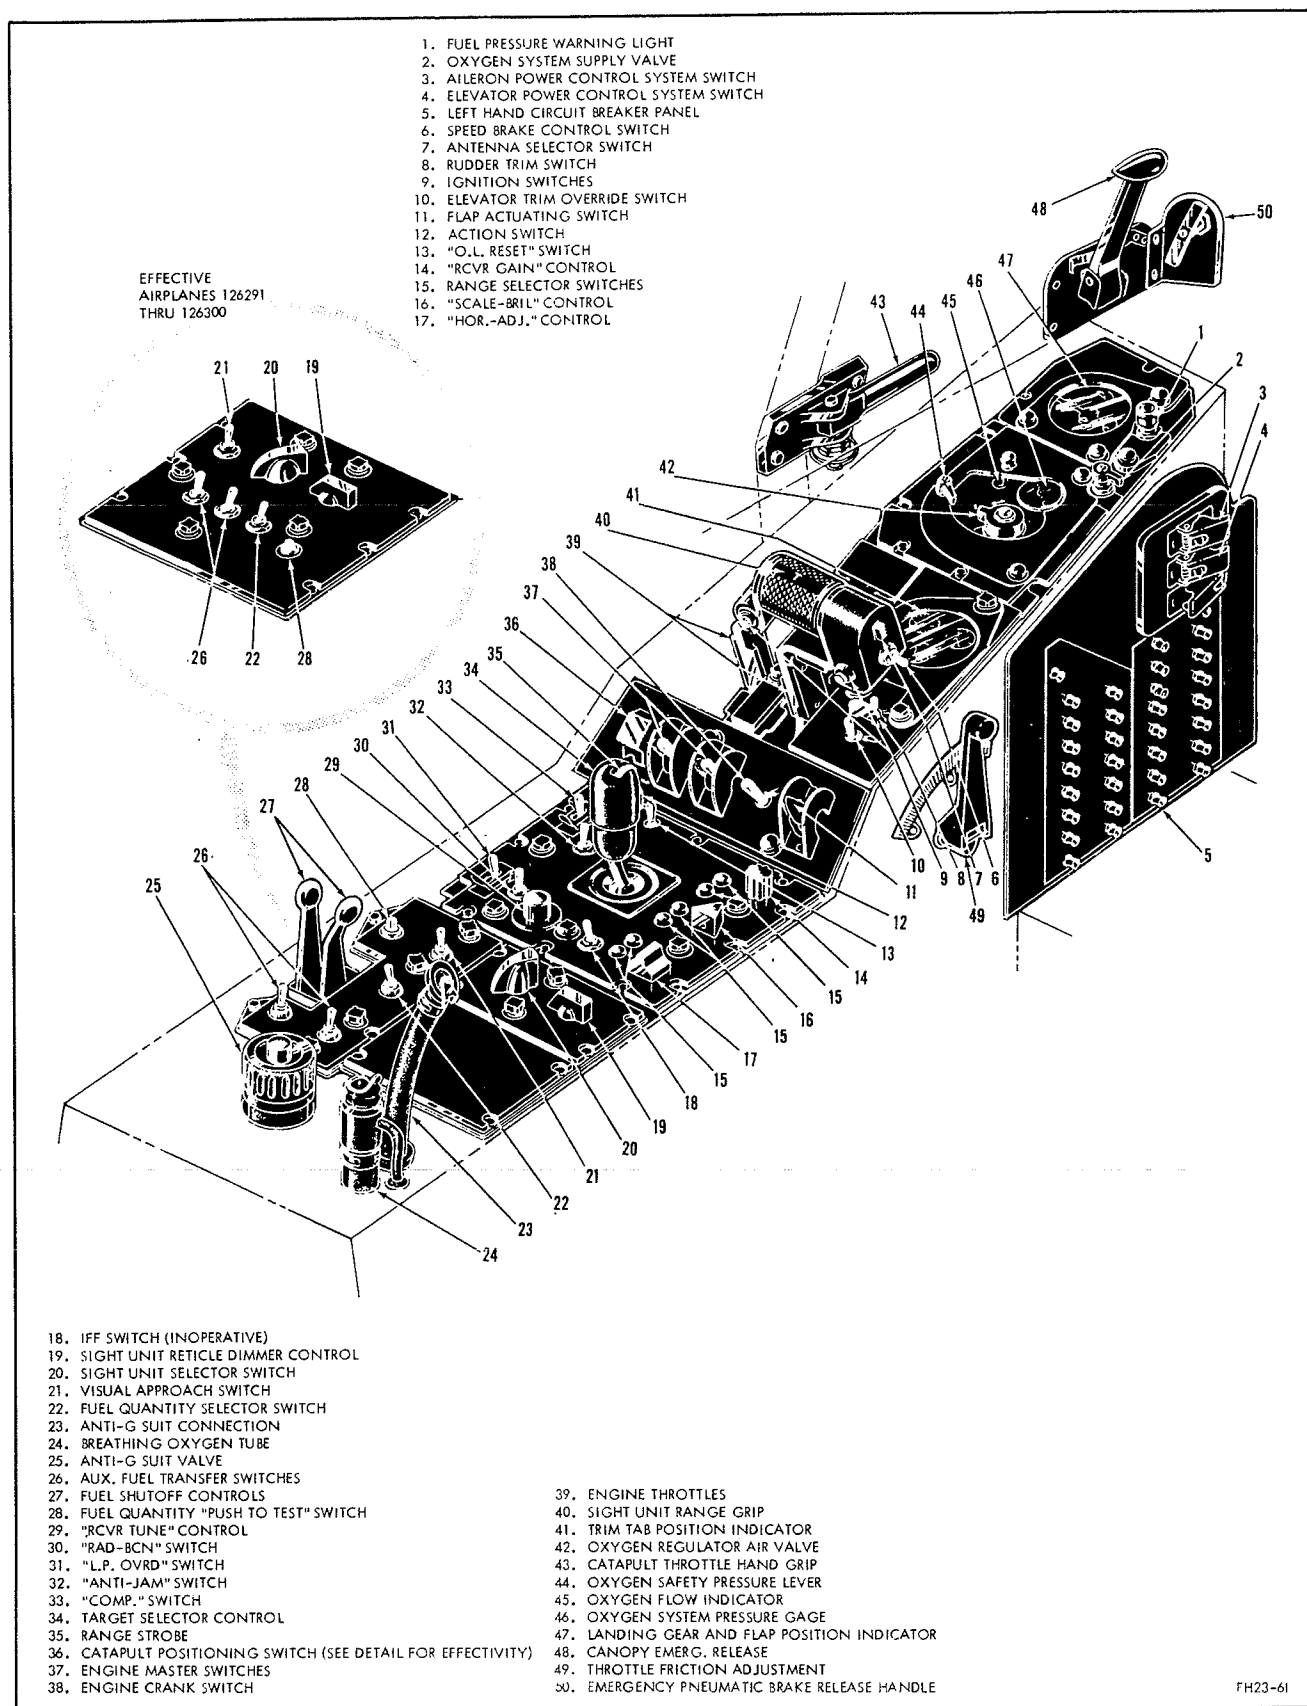 1. FUEL PRESSURE WARNING LIGHT
2. OXYGEN SYSTEM SUPPLY VALVE
3. AILERON POWER CONTROL SYSTEM SWITCH
4. ELEVATOR POWER CONTROL SYSTEM SWITCH
5. LEFT HAND CIRCUIT BREAKER PANEL
6. SPEED BRAKE CONTROL SWITCH
7. ANTENNA SELECTOR SWITCH
8. RUDDER TRIM SWITCH
9. IGNITION SWITCHES
10. ELEVATOR TRIM OVERRIDE SWITCH
11. FLAP ACTUATING SWITCH
12. ACTION SWITCH
13. "O.L. RESET" SWITCH
14. "RCVR GAIN" CONTROL
15. RANGE SELECTOR SWITCHES
16. "SCALE-BRIL" CONTROL
17. "HOR.-ADJ." CONTROL
EFFECTIVE
AIRPLANES 126291
THRU 126300
21 20 19
26 22 28
48
50
47
46
45
44
43
1
2
3
4
42
41
40
39
38
37
36
35
34
33
32
31
30
29
28
27
26
25
10 9 8 7 6
49
5
11
12
13
14
15
16
15
17
15
18
19
20
21
22
23
24
18. IFF SWITCH (INOPERATIVE)
19. SIGHT UNIT RETICLE DIMMER CONTROL
20. SIGHT UNIT SELECTOR SWITCH
21. VISUAL APPROACH SWITCH
22. FUEL QUANTITY SELECTOR SWITCH
23. ANTI-G SUIT CONNECTION
24. BREATHING OXYGEN TUBE
25. ANTI-G SUIT VALVE
26. AUX. FUEL TRANSFER SWITCHES
27. FUEL SHUTOFF CONTROLS
28. FUEL QUANTITY "PUSH TO TEST" SWITCH
29. "RCVR TUNE" CONTROL
30. "RAD-BCN" SWITCH
31. "L.P. OVRD" SWITCH
32. "ANTI-JAM" SWITCH
33. "COMP." SWITCH
34. TARGET SELECTOR CONTROL
35. RANGE STROBE
36. CATAPULT POSITIONING SWITCH (SEE DETAIL FOR EFFECTIVITY)
37. ENGINE MASTER SWITCHES
38. ENGINE CRANK SWITCH
39. ENGINE THROTTLES
40. SIGHT UNIT RANGE GRIP
41. TRIM TAB POSITION INDICATOR
42. OXYGEN REGULATOR AIR VALVE
43. CATAPULT THROTTLE HAND GRIP
44. OXYGEN SAFETY PRESSURE LEVER
45. OXYGEN FLOW INDICATOR
46. OXYGEN SYSTEM PRESSURE GAGE
47. LANDING GEAR AND FLAP POSITION INDICATOR
48. CANOPY EMERG. RELEASE
49. THROTTLE FRICTION ADJUSTMENT
50. EMERGENCY PNEUMATIC BRAKE RELEASE HANDLE
FH23-61